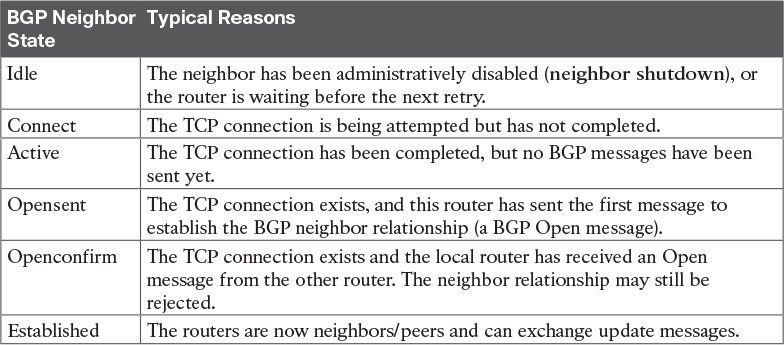 BGP Neighbor State Typical Reasons
Idle The neighbor has been administratively disabled (neighbor shutdown), or
the router is waiting before the next retry.
Connect The TCP connection is being attempted but has not completed.
Active The TCP connection has been completed, but no BGP messages have been
sent yet.
Opensent The TCP connection exists, and this router has sent the first message to
establish the BGP neighbor relationship (a BGP Open message).
Openconfirm The TCP connection exists and the local router has received an Open
message from the other router. The neighbor relationship may still be
rejected.
Established The routers are now neighbors/peers and can exchange update messages.